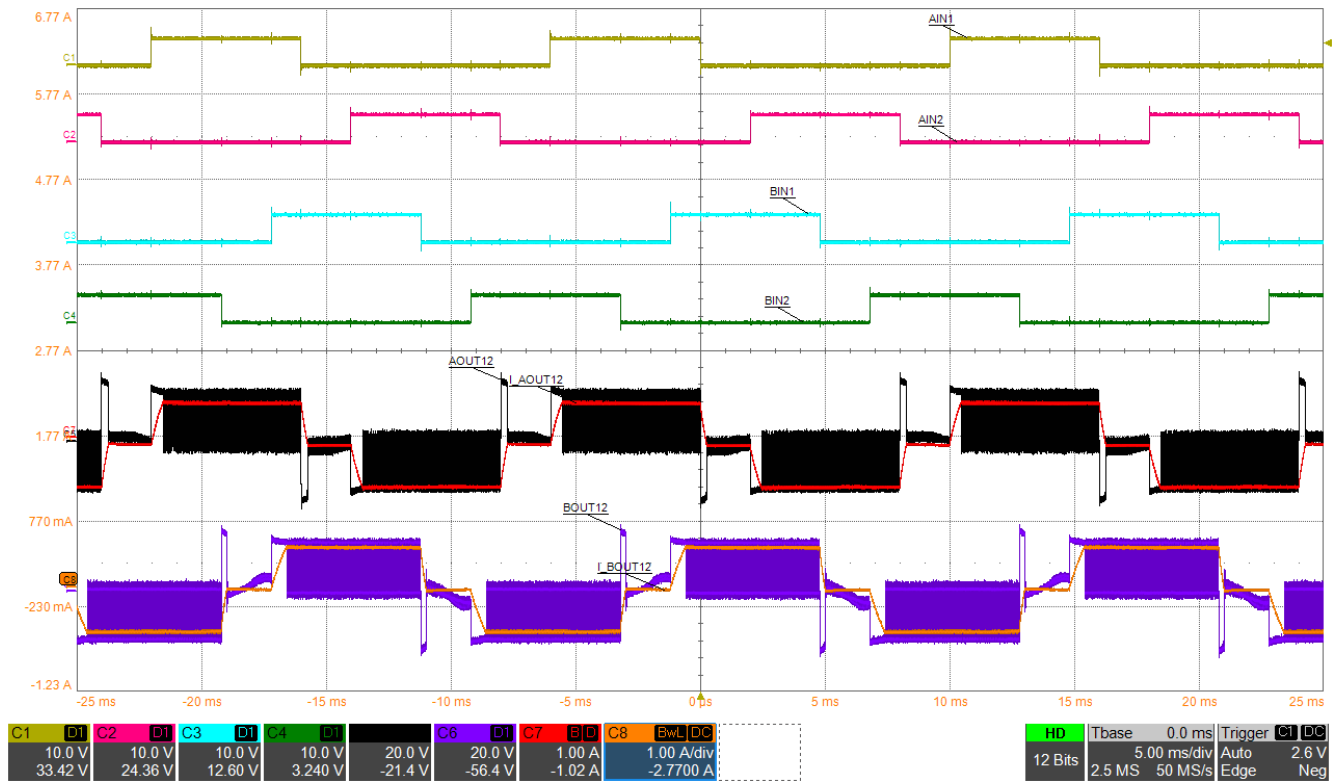 6.77 A
AIN1
C1
5.77 A
C2
AIN2
4.77 A
BIN1
C3
3.77 A
C4
BIN2
2.77 A
AOUT12
I_AOUT12
C7
1.77
770 mA
BOUT12
I_BOUT12
C8
-230 mA
-1.23 A
-25 ms -20 ms -15 ms -10 ms -5 ms 0 µs 5 ms 10 ms 15 ms 20 ms 25 ms
C1 D1 C2 D1 C3 D1 C4 D1 C6 D1 C7 B D C8 BwL DC HD Tbase 0.0 ms Trigger C1 DC
10.0 V 10.0 V 10.0 V 10.0 V 20.0 V 20.0 V 1.00 A 1.00 A/div 12 Bits 5.00 ms/div Auto 2.6 V
33.42 V 24.36 V 12.60 V 3.240 V -21.4 V -56.4 V -1.02 A -2.7700 A 2.5 MS 50 MS/s Edge Neg